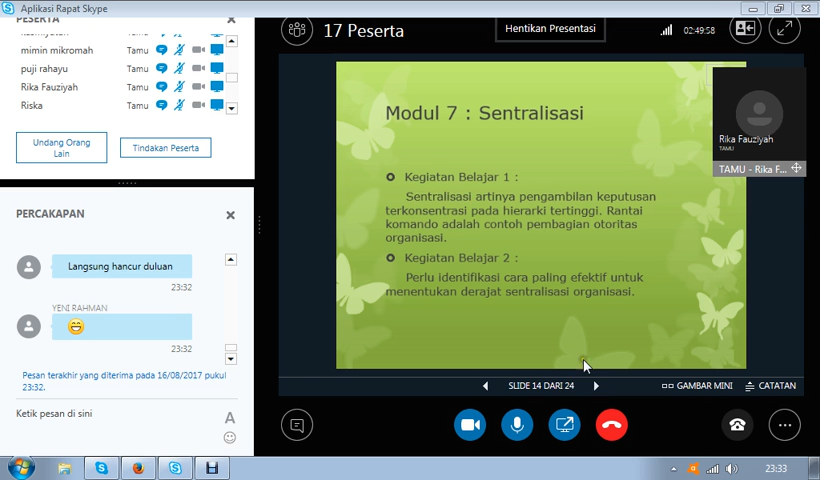 Aplikasi Rapat Skype
PESERTA
Tamu
mimin mikromah Tamu
puji rahayu Tamu
Rika Fauziyah Tamu
Riska Tamu
Undang Orang
Lain
Tindakan Peserta
PERCAKAPAN
Langsung hancur duluan
23:32
YENI RAHMAN
23:32
Pesan terakhir yang diterima pada 16/08/2017 pukul
23:32.
Ketik pesan di sini
A
17 Peserta
Hentikan Presentasi
02:49:58
Modul 7 : Sentralisasi
Kegiatan Belajar 1 :
Sentralisasi artinya pengambilan keputusan
terkonsentrasi pada hierarki tertinggi. Rantai
komando adalah contoh pembagian otoritas
organisasi.
Kegiatan Belajar 2 :
Perlu identifikasi cara paling efektif untuk
menentukan derajat sentralisasi organisasi.
Rika Fauziyah
TAMU
TAMU - Rika F...
SLIDE 14 DARI 24
GAMBAR MINI
CATATAN
23:33